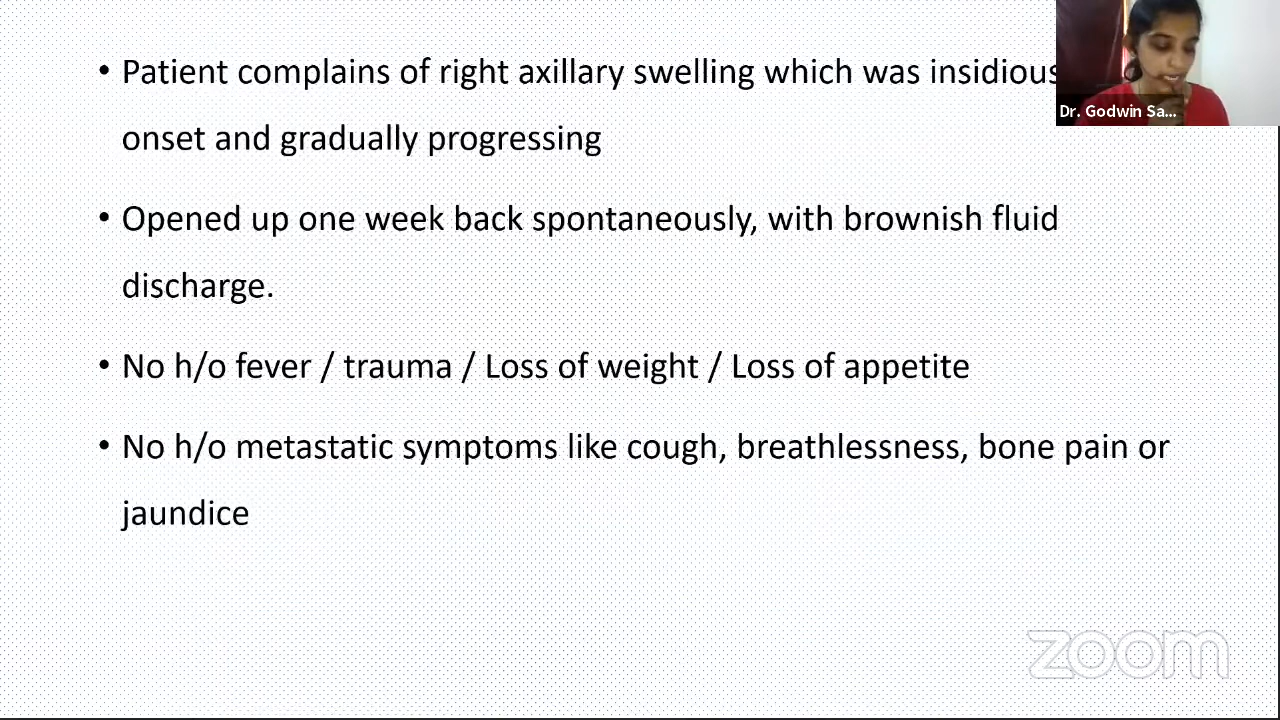 • Patient complains of right axillary swelling which was insidious
onset and gradually progressing
• Opened up one week back spontaneously, with brownish fluid
discharge.
• No h/o fever / trauma / Loss of weight / Loss of appetite
• No h/o metastatic symptoms like cough, breathlessness, bone pain or
jaundice
Dr. Godwin Sa...
zoom